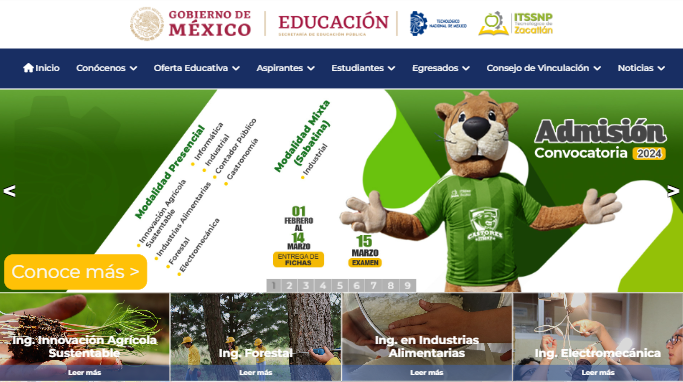 GOBIERNO DE
MÉXICO
EDUCACIÓN
SECRETARÍA DE EDUCACIÓN PÚBLICA
TECNOLÓGICO
NACIONAL DE MÉXICO
ITSSNP
Tecnológico de
Zacatlán
Inicio
Conócenos
Oferta Educativa
Aspirantes
Estudiantes
Egresados
Consejo de Vinculación
Noticias
Modalidad Presencial
Innovación Agrícola
Sustentable
Industrias Alimentarias
Forestal
Electromecánica
Informática
Industrial
Contador Público
Gastronomía
Modalidad Mixta
(Sabatina)
Industrial
01
FEBRERO
AL
14
MARZO
ENTREGA DE
FICHAS
15
MARZO
EXAMEN
CASTORES
Admisión
Convocatoria 2024
<
>
Conoce más >
1 2 3 4 5 6 7 8 9
Ing. Innovación Agrícola
Sustentable
Leer más
Ing. Forestal
Leer más
Ing. en Industrias
Alimentarias
Leer más
Ing. Electromecánica
Leer más